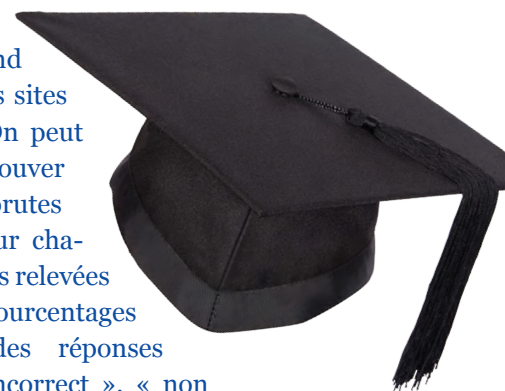 nd
s sites
On peut
ouver
brutes
ur cha-
s relevées
ourcentages
des réponses
ncorrect », « non